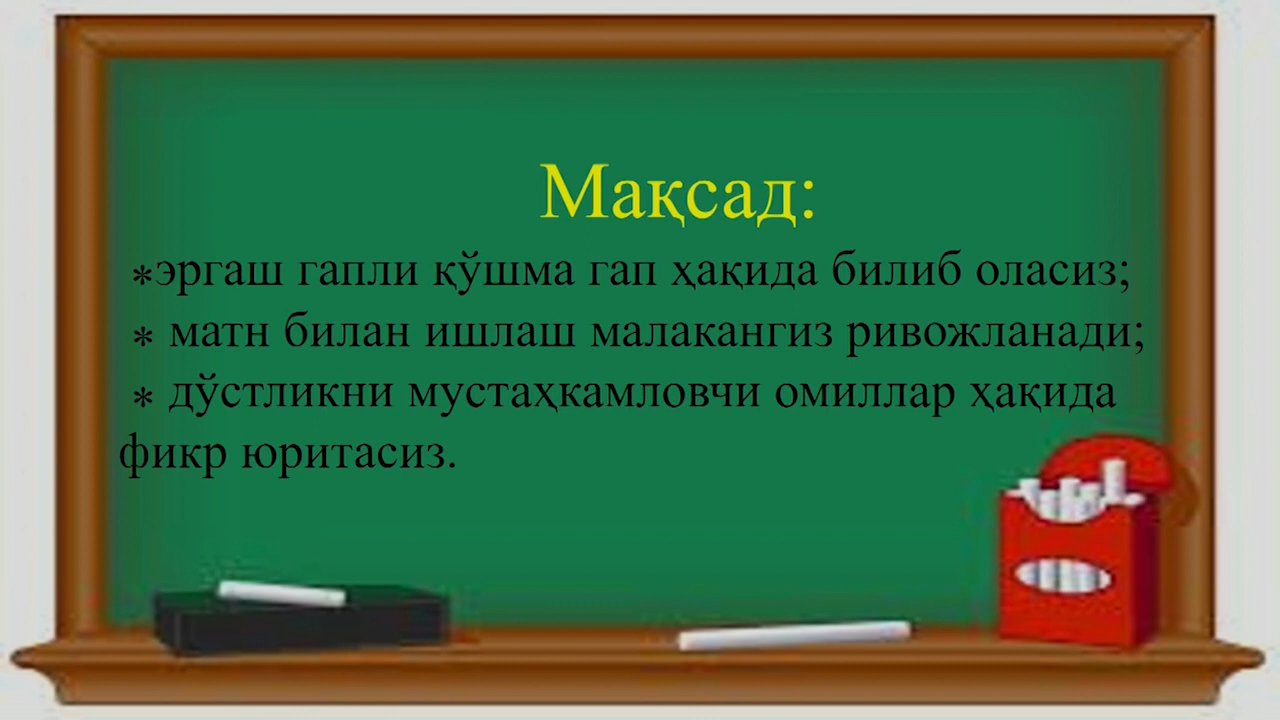 Мақсад:
*эргаш гапли қўшма гап ҳақида билиб оласиз;
* матн билан ишлаш малакангиз ривожланади;
* дўстликни мустаҳкамловчи омиллар ҳақида
фикр юритасиз.